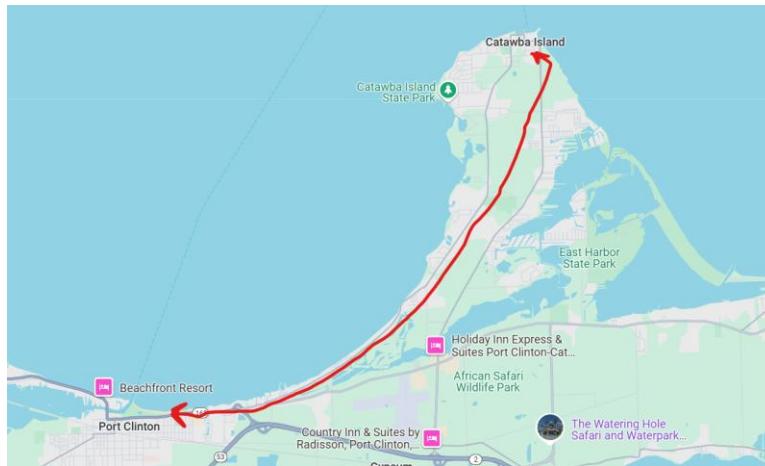 Catawba Island
Catawba Island
State Park
East Harbor
State Park
Holiday Inn Express &
Suites Port Clinton-Cat...
African Safari
Wildlife Park
Beachfront Resort
163
Port Clinton
Country Inn & Suites by
Radisson, Port Clinton,...
The Watering Hole
Safari and Waterpark...
53
2
Gypsum